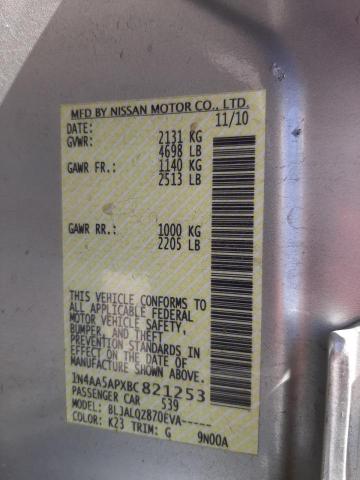 MFD BY NISSAN MOTOR CO., LTD.
DATE: 11/10
GVWR: 2131 KG
4698 LB
GAWR FR.: 1140 KG
2513 LB
GAWR RR.: 1000 KG
2205 LB
THIS VEHICLE CONFORMS TO
ALL APPLICABLE FEDERAL
MOTOR VEHICLE SAFETY,
BUMPER, AND THEFT
PREVENTION STANDARDS IN
EFFECT ON THE DATE OF
MANUFACTURE SHOWN ABOVE.
1N4AA5APXBC821253
PASSENGER CAR 539
MODEL: BLJALQZ870EVA-----
COLOR: K23 TRIM: G 9N00A